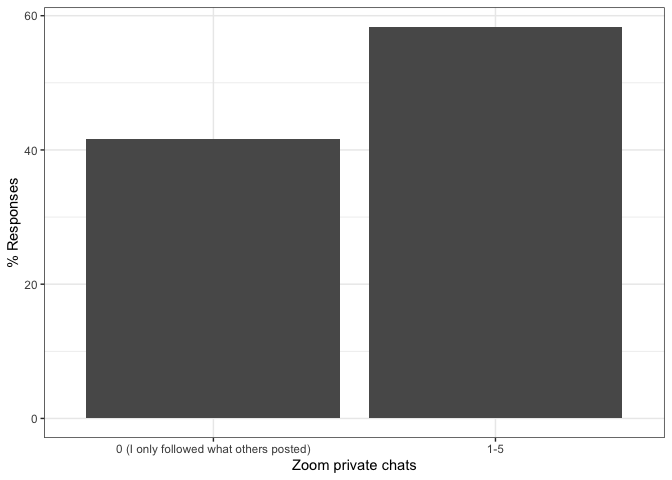 60
40
20
0
% Responses
0 (I only followed what others posted)
1-5
Zoom private chats